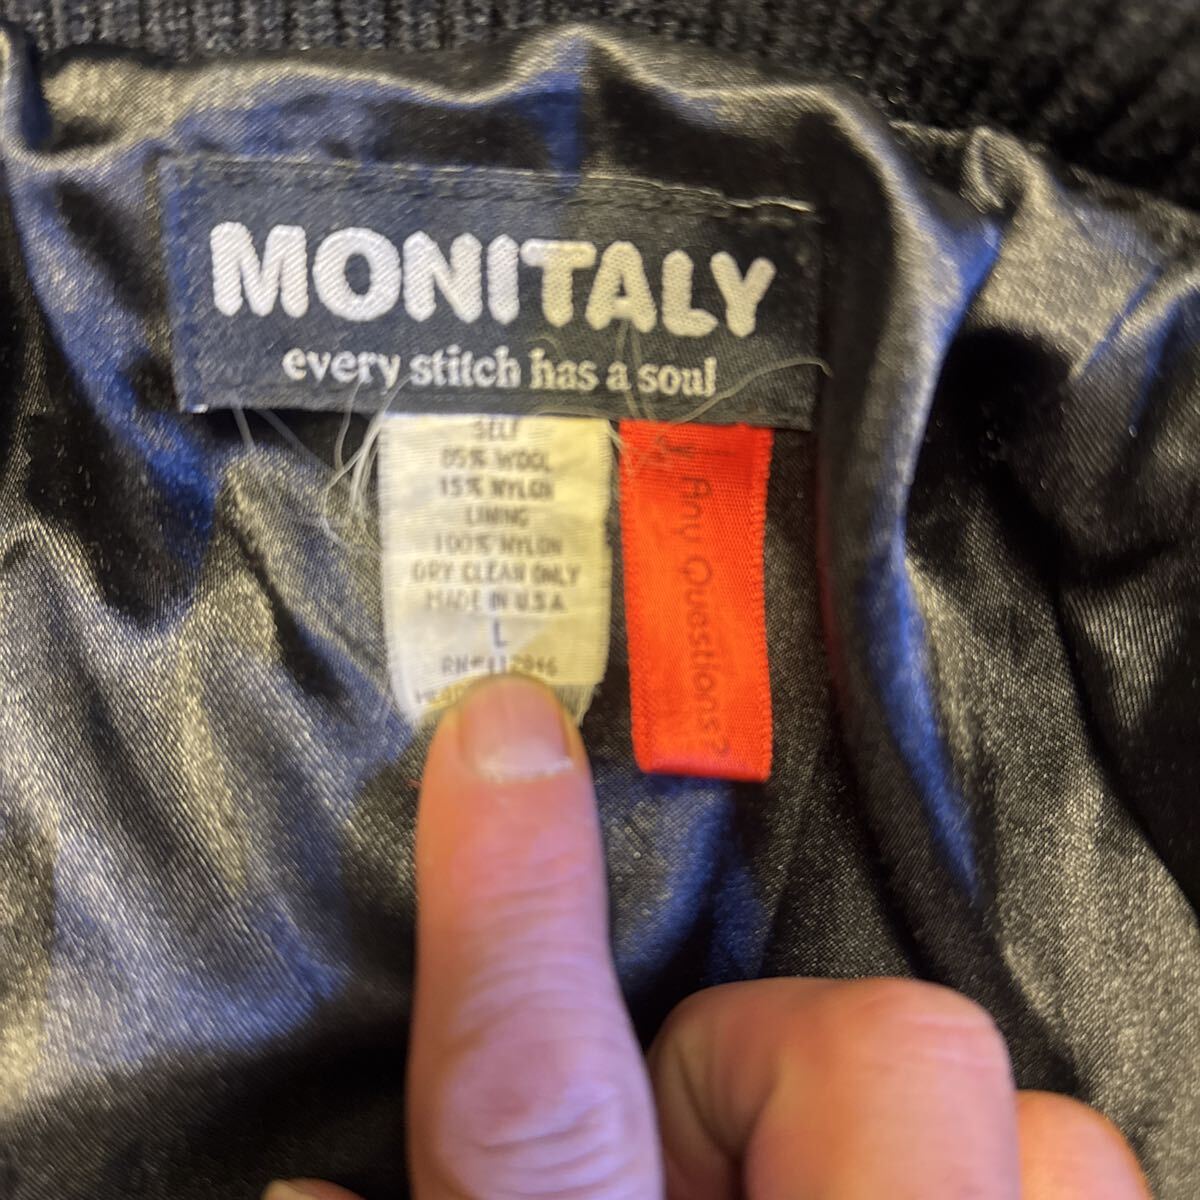 MONITALY
every stitch has a soul
SELF
85% WOOL
15% NYLON
LINING
100% NYLON
DRY CLEAN ONLY
MADE IN U.S.A.
L
Any Questions?